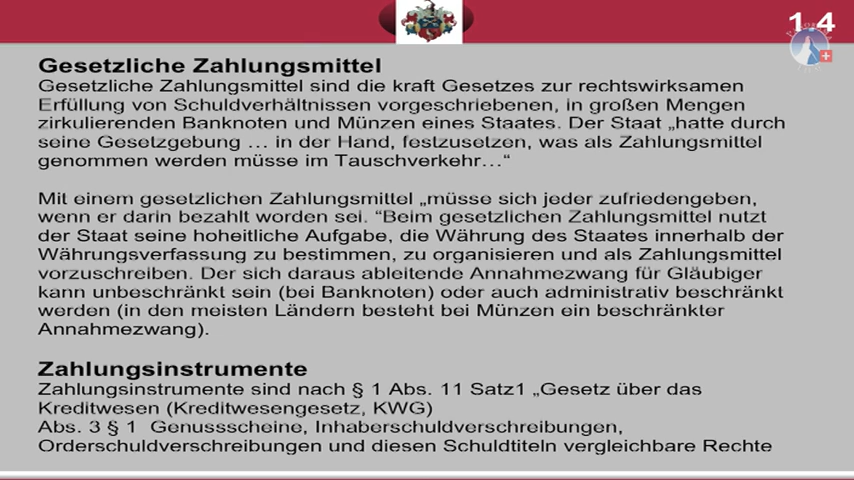 1.4
Gesetzliche Zahlungsmittel
Gesetzliche Zahlungsmittel sind die kraft Gesetzes zur rechtswirksamen
Erfüllung von Schuldverhältnissen vorgeschriebenen, in großen Mengen
zirkulierenden Banknoten und Münzen eines Staates. Der Staat „hatte durch
seine Gesetzgebung … in der Hand, festzusetzen, was als Zahlungsmittel
genommen werden müsse im Tauschverkehr…“
Mit einem gesetzlichen Zahlungsmittel „müsse sich jeder zufriedengeben,
wenn er darin bezahlt worden sei. “Beim gesetzlichen Zahlungsmittel nutzt
der Staat seine hoheitliche Aufgabe, die Währung des Staates innerhalb der
Währungsverfassung zu bestimmen, zu organisieren und als Zahlungsmittel
vorzuschreiben. Der sich daraus ableitende Annahmezwang für Gläubiger
kann unbeschränkt sein (bei Banknoten) oder auch administrativ beschränkt
werden (in den meisten Ländern besteht bei Münzen ein beschränkter
Annahmezwang).
Zahlungsinstrumente
Zahlungsinstrumente sind nach § 1 Abs. 11 Satz1 „Gesetz über das
Kreditwesen (Kreditwesengesetz, KWG)
Abs. 3 § 1 Genussscheine, Inhaberschuldverschreibungen,
Orderschuldverschreibungen und diesen Schuldtiteln vergleichbare Rechte